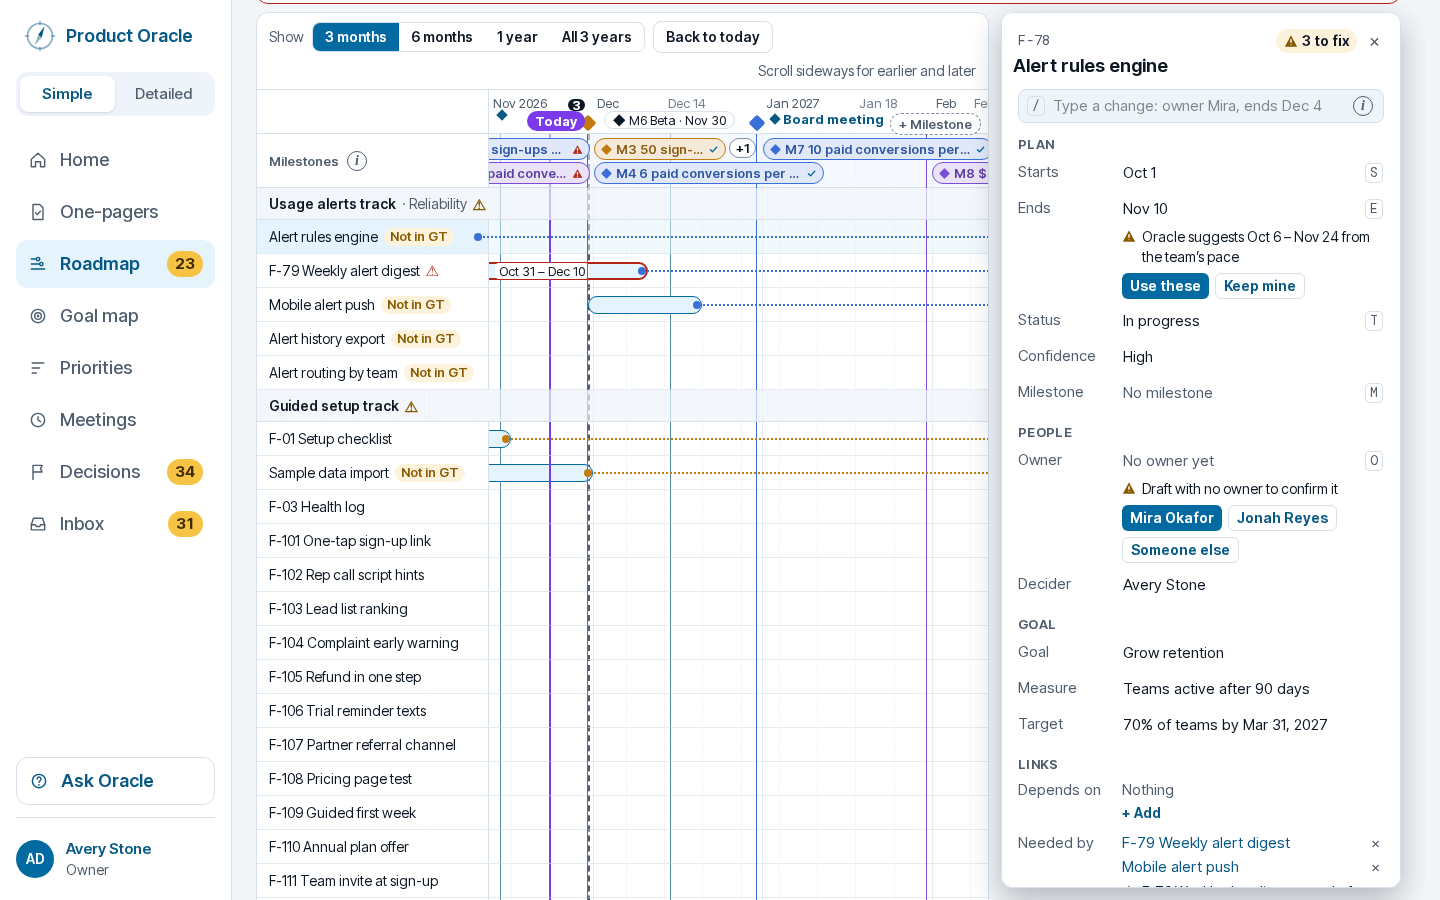 Product Oracle
Simple
Detailed
Home
One-pagers
Roadmap
23
Goal map
Priorities
Meetings
Decisions
34
Inbox
31
Ask Oracle
AD
Avery Stone
Owner
Show
3 months
6 months
1 year
All 3 years
Back to today
Scroll sideways for earlier and later
Nov 2026
3
Dec
Dec 14
Jan 2027
Jan 18
Feb
Today
M6 Beta · Nov 30
Board meeting
+ Milestone
Milestones
i
sign-ups ...
M3 50 sign-...
+1
M7 10 paid conversions per...
paid conve...
M4 6 paid conversions per ...
M8 $
Alerts track
Usage alerts track · Reliability
Alert rules engine
Not in GT
F-79 Weekly alert digest
Oct 31 – Dec 10
Mobile alert push
Not in GT
Alert history export
Not in GT
Alert routing by team
Not in GT
Guided setup track
F-01 Setup checklist
Sample data import
Not in GT
F-03 Health log
F-101 One-tap sign-up link
F-102 Rep call script hints
F-103 Lead list ranking
F-104 Complaint early warning
F-105 Refund in one step
F-106 Trial reminder texts
F-107 Partner referral channel
F-108 Pricing page test
F-109 Guided first week
F-110 Annual plan offer
F-111 Team invite at sign-up
F-78
3 to fix
×
Alert rules engine
/
Type a change: owner Mira, ends Dec 4
i
PLAN
Starts
Oct 1
S
Ends
Nov 10
E
Oracle suggests Oct 6 – Nov 24 from
the team's pace
Use these
Keep mine
Status
In progress
T
Confidence
High
Milestone
No milestone
M
PEOPLE
Owner
No owner yet
O
Draft with no owner to confirm it
Mira Okafor
Jonah Reyes
Someone else
Decider
Avery Stone
GOAL
Goal
Grow retention
Measure
Teams active after 90 days
Target
70% of teams by Mar 31, 2027
LINKS
Depends on
Nothing
+ Add
Needed by
F-79 Weekly alert digest
×
Mobile alert push
×